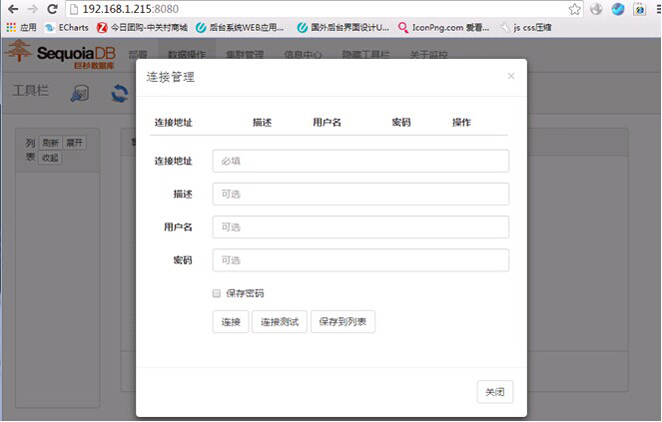 192.168.1.215:8080
应用 ECharts 今日团购-中关村商城 后台系统WEB应用... 国外后台界面设计U... IconPng.com 爱看... js css压缩
SequoiaDB 部署 数据操作 集群管理 信息中心 隐藏工具栏 关于监控
巨杉数据库
工具栏
连接管理 ×
列表 刷新 展开
收起
连接地址 描述 用户名 密码 操作
连接地址 必填
描述 可选
用户名 可选
密码 可选
保存密码
连接 连接测试 保存到列表
关闭